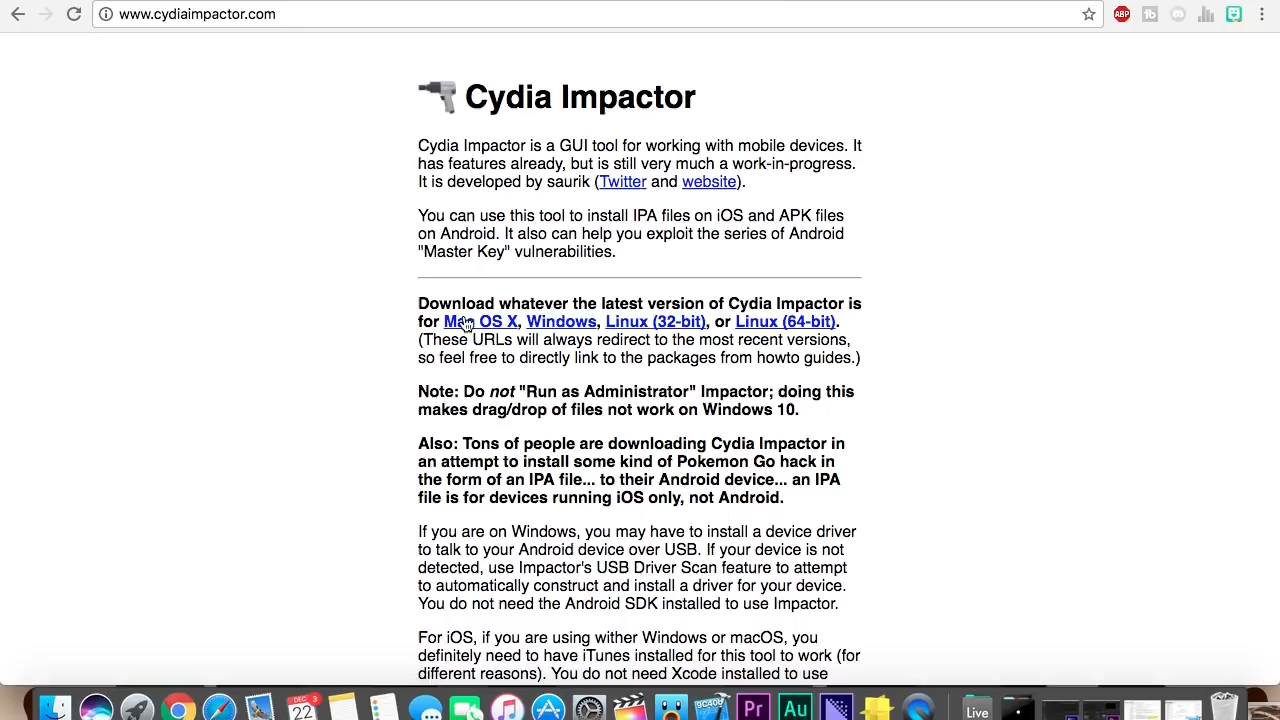 www.cydiaimpactor.com
ABP
Cydia Impactor
Cydia Impactor is a GUI tool for working with mobile devices. It
has features already, but is still very much a work-in-progress.
It is developed by saurik (Twitter and website).
You can use this tool to install IPA files on iOS and APK files
on Android. It also can help you exploit the series of Android
"Master Key" vulnerabilities.
Download whatever the latest version of Cydia Impactor is
for Mac OS X, Windows, Linux (32-bit), or Linux (64-bit).
(These URLs will always redirect to the most recent versions,
so feel free to directly link to the packages from howto guides.)
Note: Do not "Run as Administrator" Impactor; doing this
makes drag/drop of files not work on Windows 10.
Also: Tons of people are downloading Cydia Impactor in
an attempt to install some kind of Pokemon Go hack in
the form of an IPA file... to their Android device... an IPA
file is for devices running iOS only, not Android.
If you are on Windows, you may have to install a device driver
to talk to your Android device over USB. If your device is not
detected, use Impactor's USB Driver Scan feature to attempt
to automatically construct and install a driver for your device.
You do not need the Android SDK installed to use Impactor.
For iOS, if you are using wither Windows or macOS, you
definitely need to have iTunes installed for this tool to work (for
different reasons). You do not need Xcode installed to use
DEC 3
22
Pr
Au
Live